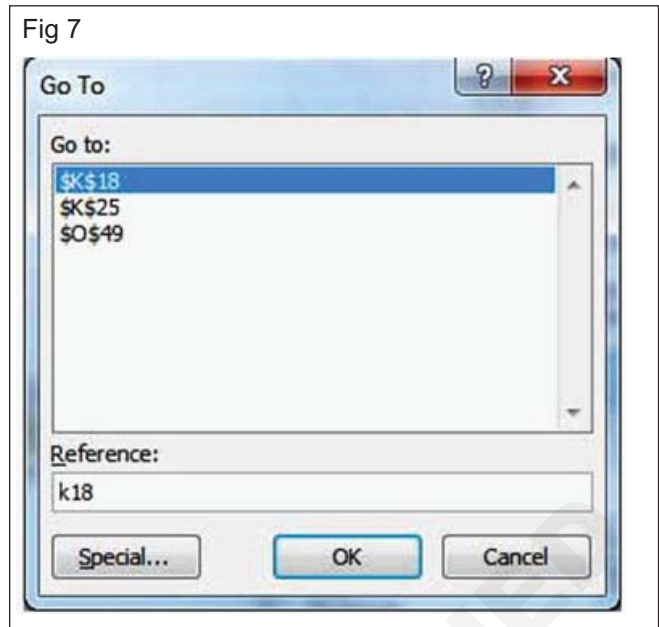 Fig 7
Go To
Go to:
$K$18
$K$25
$O$49
Reference:
k18
Special...
OK
Cancel